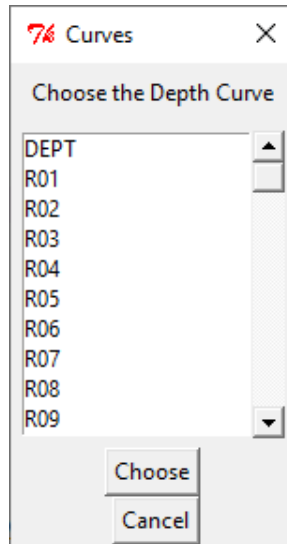 Curves
Choose the Depth Curve
DEPT
R01
R02
R03
R04
R05
R06
R07
R08
R09
Choose
Cancel